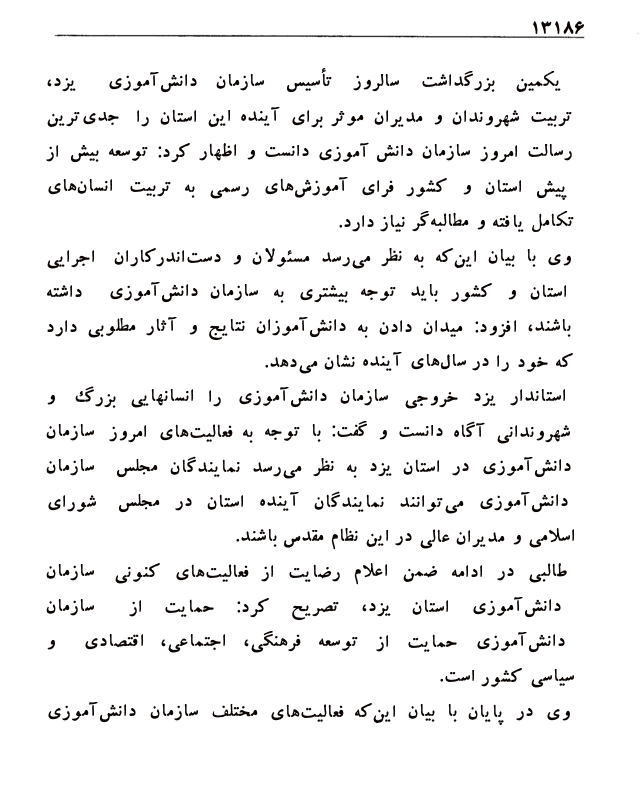 ۱۳۱۸۶
یکمین بزرگداشت سالروز تأسیس سازمان دانش‌آموزی یزد،
تربیت شهروندان و مدیران موثر برای آینده این استان را جدی‌ترین
رسالت امروز سازمان دانش آموزی دانست و اظهار کرد: توسعه بیش از
پیش استان و کشور فرای آموزش‌های رسمی به تربیت انسان‌های
تکامل یافته و مطالبه‌گر نیاز دارد.
وی با بیان این‌که به نظر می‌رسد مسئولان و دست‌اندرکاران اجرایی
استان و کشور باید توجه بیشتری به سازمان دانش‌آموزی داشته
باشند، افزود: میدان دادن به دانش‌آموزان نتایج و آثار مطلوبی دارد
که خود را در سال‌های آینده نشان می‌دهد.
استاندار یزد خروجی سازمان دانش‌آموزی را انسانهایی بزرگ و
شهروندانی آگاه دانست و گفت: با توجه به فعالیت‌های امروز سازمان
دانش‌آموزی در استان یزد به نظر می‌رسد نمایندگان مجلس سازمان
دانش‌آموزی می‌توانند نمایندگان آینده استان در مجلس شورای
اسلامی و مدیران عالی در این نظام مقدس باشند.
طالبی در ادامه ضمن اعلام رضایت از فعالیت‌های کنونی سازمان
دانش‌آموزی استان یزد، تصریح کرد: حمایت از سازمان
دانش‌آموزی حمایت از توسعه فرهنگی، اجتماعی، اقتصادی و
سیاسی کشور است.
وی در پایان با بیان این‌که فعالیت‌های مختلف سازمان دانش‌آموزی